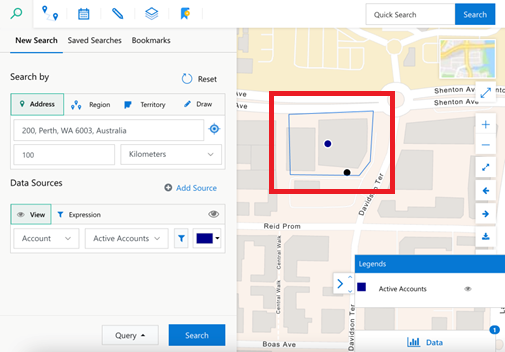 Quick Search
Search
New Search
Saved Searches
Bookmarks
Search by
Reset
Address
Region
Territory
Draw
200, Perth, WA 6003, Australia
100
Kilometers
Data Sources
Add Source
View
Expression
Account
Active Accounts
Query
Search
Shenton Ave
Shenton Ave
Ave
Ave
Davidson Ter
Reid Prom
Central Walk
Central Walk
Davidson Ter
Boas Ave
Legends
Active Accounts
1
Data